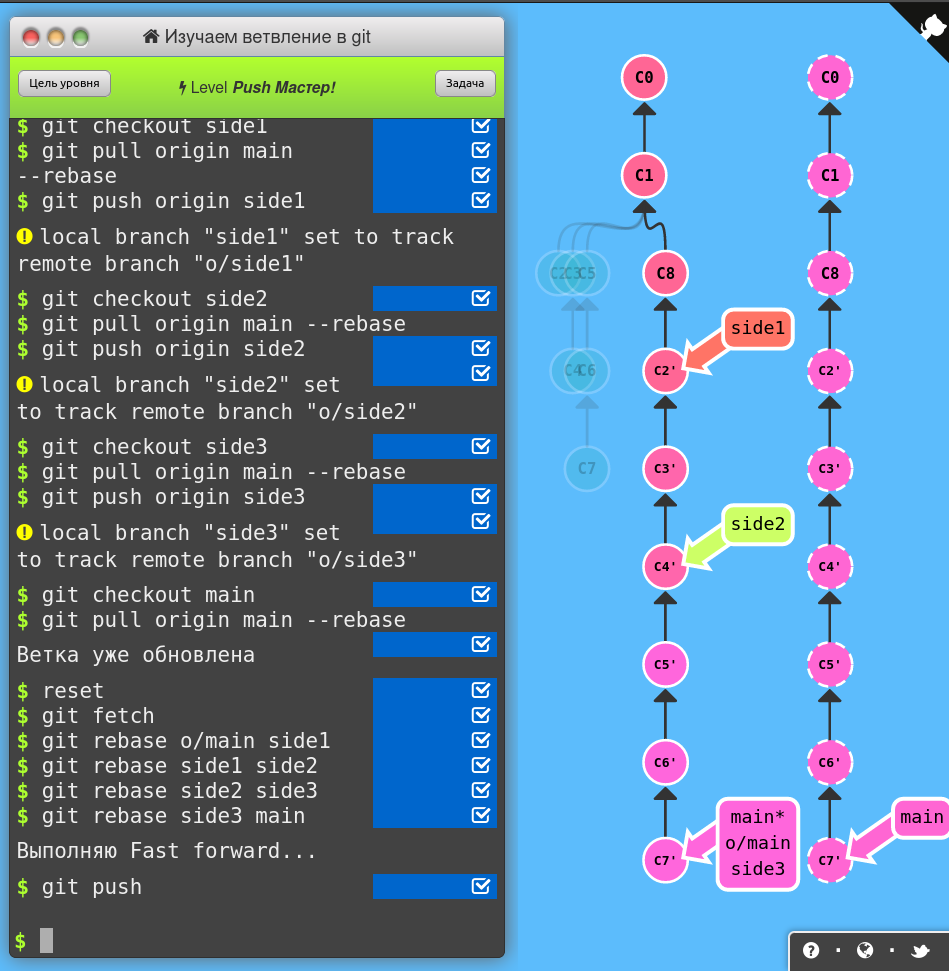 Изучаем ветвление в git
Цель уровня
Level Push Мастер!
Задача
$ git checkout side1
$ git pull origin main
--rebase
$ git push origin side1
local branch "side1" set to track
remote branch "o/side1"
$ git checkout side2
$ git pull origin main --rebase
$ git push origin side2
local branch "side2" set
to track remote branch "o/side2"
$ git checkout side3
$ git pull origin main --rebase
$ git push origin side3
local branch "side3" set
to track remote branch "o/side3"
$ git checkout main
$ git pull origin main --rebase
Ветка уже обновлена
$ reset
$ git fetch
$ git rebase o/main side1
$ git rebase side1 side2
$ git rebase side2 side3
$ git rebase side3 main
Выполняю Fast forward...
$ git push
$
C0
C1
C2
C3
C5
C8
C4
C6
side1
C2'
C7
C3'
side2
C4'
C5'
C6'
main*
o/main
side3
C7'
C0
C1
C8
C2'
C3'
C4'
C5'
C6'
main
C7'